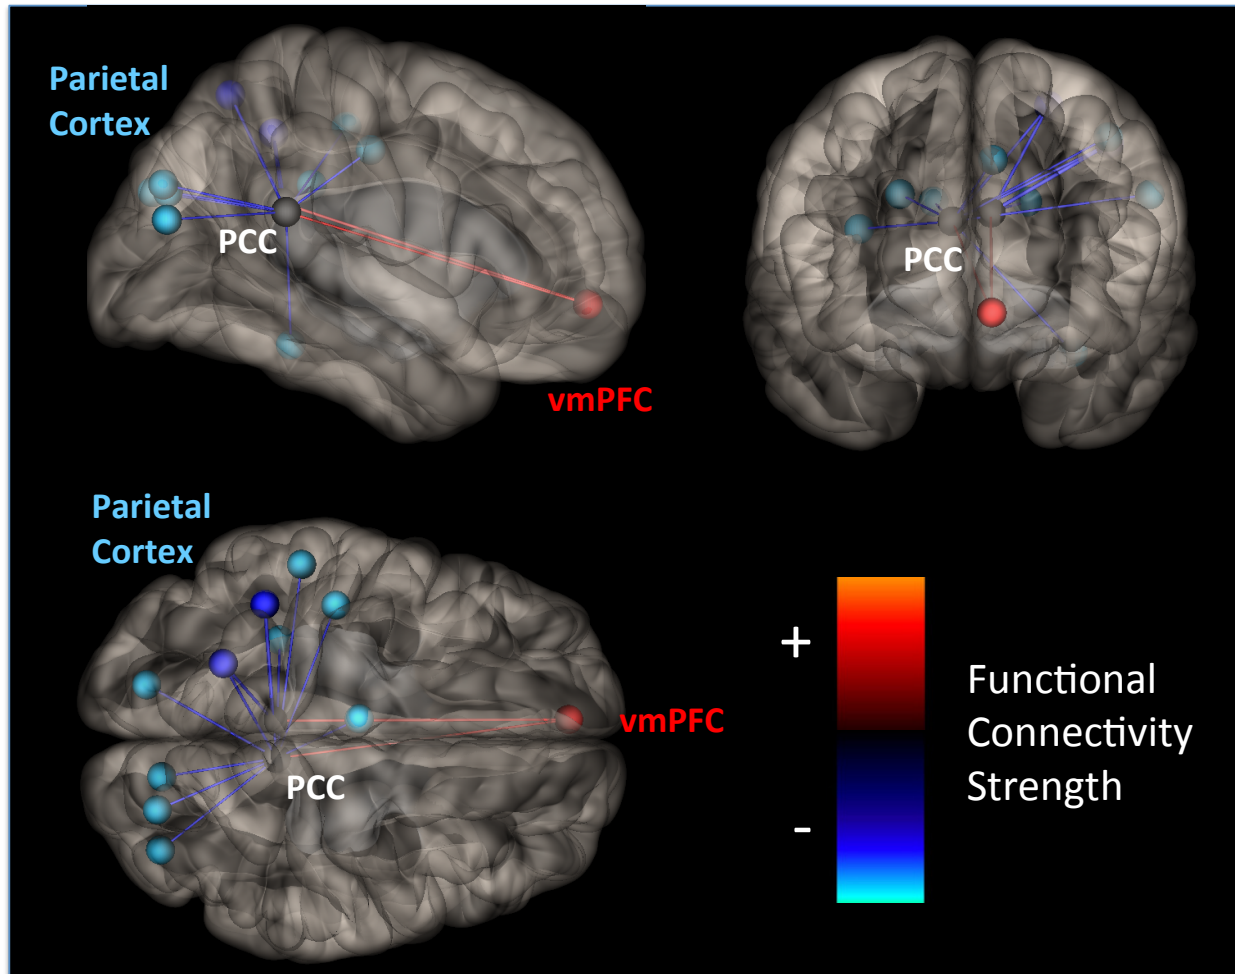 Parietal
Cortex
PCC
vmPFC
PCC
Parietal
Cortex
vmPFC
PCC
+
-
Functional
Connectivity
Strength